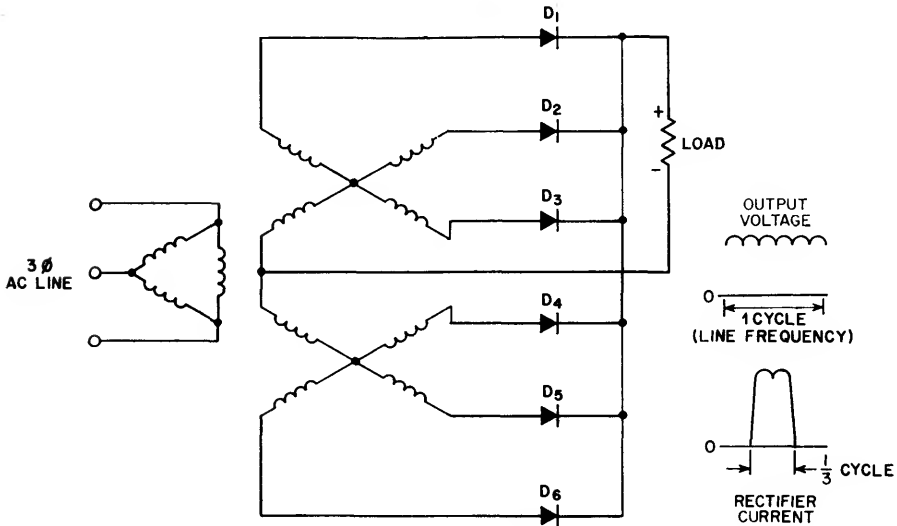 D1
D2
D3
D4
D5
D6
+
LOAD
-
3Ø
AC LINE
OUTPUT
VOLTAGE
0
1 CYCLE
(LINE FREQUENCY)
0
1/3 CYCLE
RECTIFIER
CURRENT